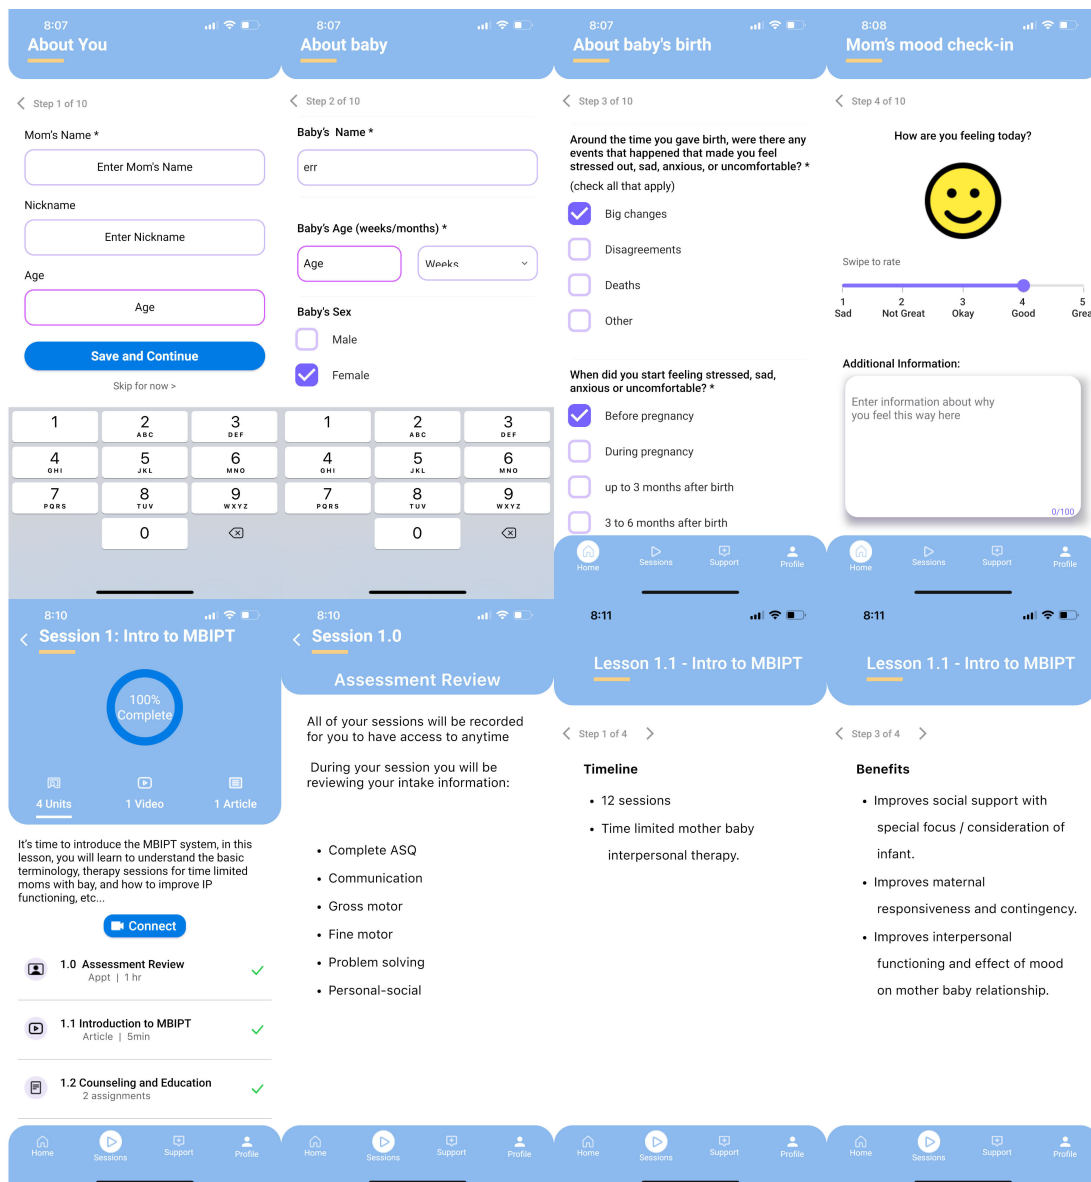 8:07
About You
Step 1 of 10
Mom's Name *
Enter Mom's Name
Nickname
Enter Nickname
Age
Age
Save and Continue
Skip for now >
1
2
ABC
3
DEF
4
GHI
5
JKL
6
MNO
7
PQRS
8
TUV
9
WXYZ
0
8:07
About baby
Step 2 of 10
Baby's Name *
err
Baby's Age (weeks/months) *
Age
Weeks
Baby's Sex
Male
Female
1
2
ABC
3
DEF
4
GHI
5
JKL
6
MNO
7
PQRS
8
TUV
9
WXYZ
0
8:07
About baby's birth
Step 3 of 10
Around the time you gave birth, were there any
events that happened that made you feel
stressed out, sad, anxious, or uncomfortable? *
(check all that apply)
Big changes
Disagreements
Deaths
Other
When did you start feeling stressed, sad,
anxious or uncomfortable? *
Before pregnancy
During pregnancy
up to 3 months after birth
3 to 6 months after birth
Home
Sessions
Support
Profile
8:08
Mom's mood check-in
Step 4 of 10
How are you feeling today?
Swipe to rate
1 2 3 4 5
Sad Not Great Okay Good Grea
Additional Information:
Enter information about why
you feel this way here
0/100
Home
Sessions
Support
Profile
8:10
Session 1: Intro to MBIPT
100%
Complete
4 Units
1 Video
1 Article
It's time to introduce the MBIPT system, in this
lesson, you will learn to understand the basic
terminology, therapy sessions for time limited
moms with bay, and how to improve IP
functioning, etc...
Connect
1.0 Assessment Review
Appt | 1 hr
1.1 Introduction to MBIPT
Article | 5min
1.2 Counseling and Education
2 assignments
Home
Sessions
Support
Profile
8:10
Session 1.0
Assessment Review
All of your sessions will be recorded
for you to have access to anytime
During your session you will be
reviewing your intake information:
• Complete ASQ
• Communication
• Gross motor
• Fine motor
• Problem solving
• Personal-social
Home
Sessions
Support
Profile
8:11
Lesson 1.1 - Intro to MBIPT
Step 1 of 4
Timeline
• 12 sessions
• Time limited mother baby
interpersonal therapy.
Home
Sessions
Support
Profile
8:11
Lesson 1.1 - Intro to MBIPT
Step 3 of 4
Benefits
• Improves social support with
special focus / consideration of
infant.
• Improves maternal
responsiveness and contingency.
• Improves interpersonal
functioning and effect of mood
on mother baby relationship.
Home
Sessions
Support
Profile